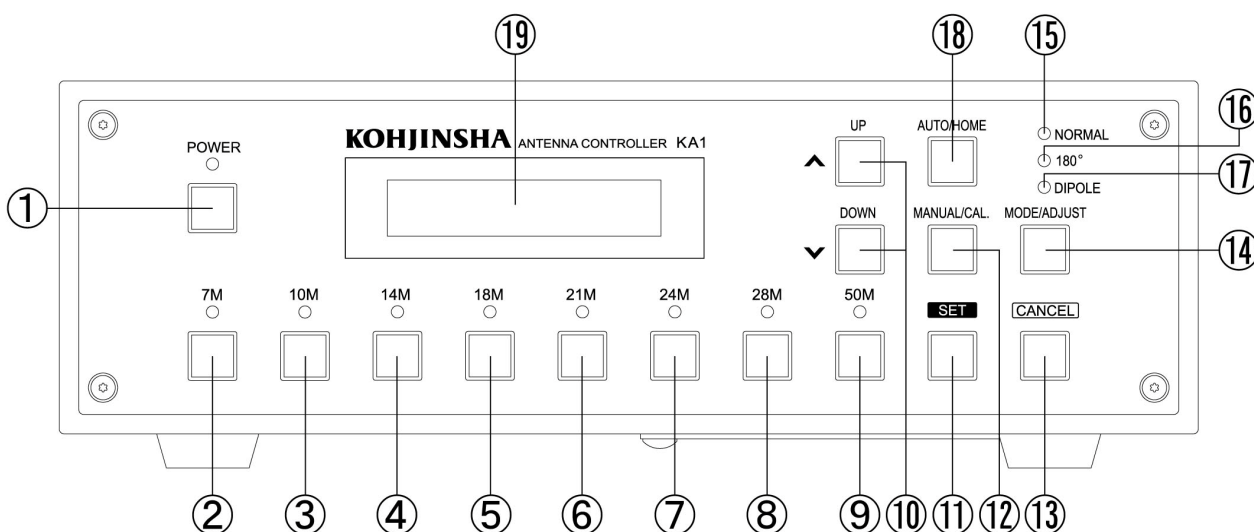 ⑲ ⑱ ⑮
⑯
⑰
⑭
①
POWER
KOHJINSHA ANTENNA CONTROLLER KA1
UP AUTO/HOME
NORMAL
180°
DIPOLE
DOWN MANUAL/CAL. MODE/ADJUST
7M 10M 14M 18M 21M 24M 28M 50M SET CANCEL
② ③ ④ ⑤ ⑥ ⑦ ⑧ ⑨ ⑩ ⑪ ⑫ ⑬